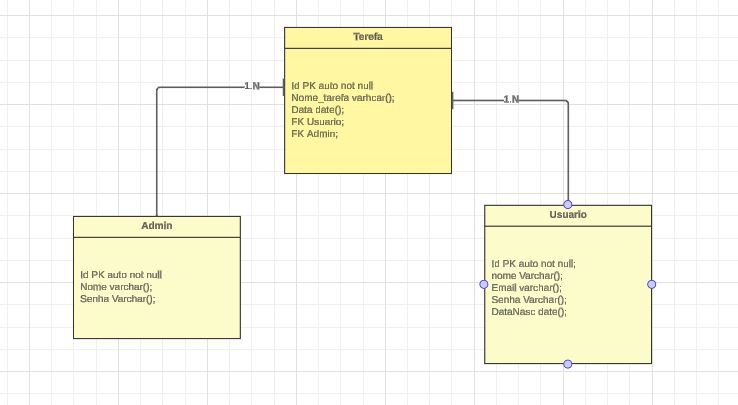 Terefa
Id PK auto not null
Nome_tarefa varhcar();
Data date();
FK Usuario;
FK Admin;
1.N
1.N
Admin
Id PK auto not null
Nome varchar();
Senha Varchar();
Usuario
Id PK auto not null;
nome Varchar();
Email varchar();
Senha Varchar();
DataNasc date();